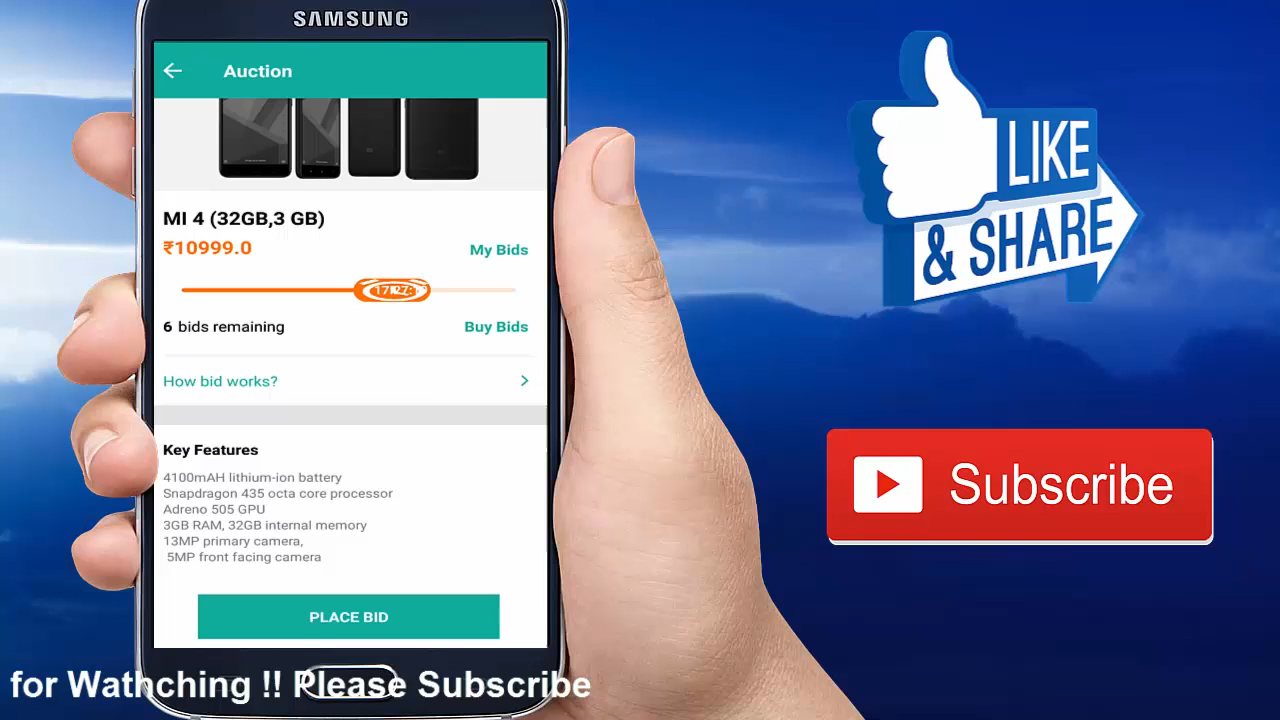 SAMSUNG
Auction
MI 4 (32GB,3 GB)
₹10999.0
My Bids
6 bids remaining
Buy Bids
How bid works?
Key Features
4100mAH lithium-ion battery
Snapdragon 435 octa core processor
Adreno 505 GPU
3GB RAM, 32GB internal memory
13MP primary camera,
5MP front facing camera
PLACE BID
LIKE
& SHARE
Subscribe
for Wathching !! Please Subscribe